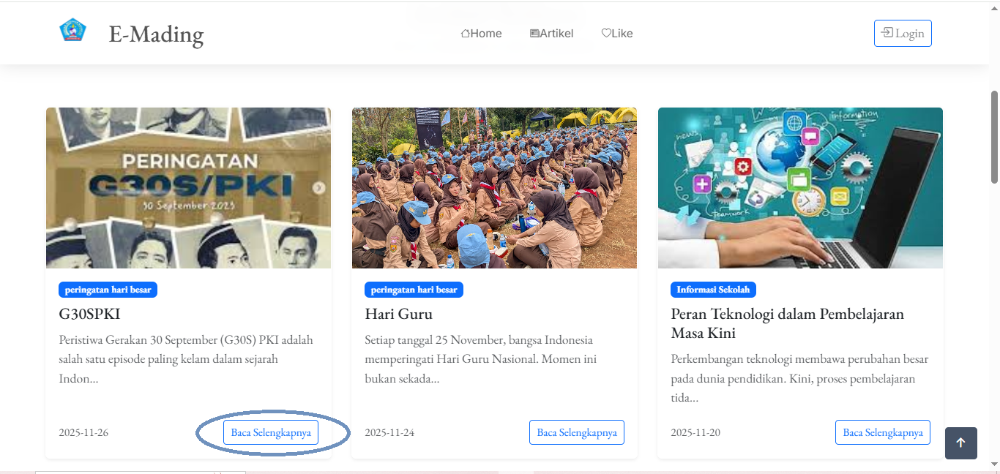 E-Mading
Home
Artikel
Like
Login
PERINGATAN
G30S/PKI
30 September 2023
news
information
teamwork
peringatan hari besar
G30SPKI
Peristiwa Gerakan 30 September (G30S) PKI adalah
salah satu episode paling kelam dalam sejarah
Indon...
2025-11-26
Baca Selengkapnya
peringatan hari besar
Hari Guru
Setiap tanggal 25 November, bangsa Indonesia
memperingati Hari Guru Nasional. Momen ini
bukan sekada...
2025-11-24
Baca Selengkapnya
Informasi Sekolah
Peran Teknologi dalam Pembelajaran
Masa Kini
Perkembangan teknologi membawa perubahan besar
pada dunia pendidikan. Kini, proses pembelajaran
tida...
2025-11-20
Baca Selengkapnya